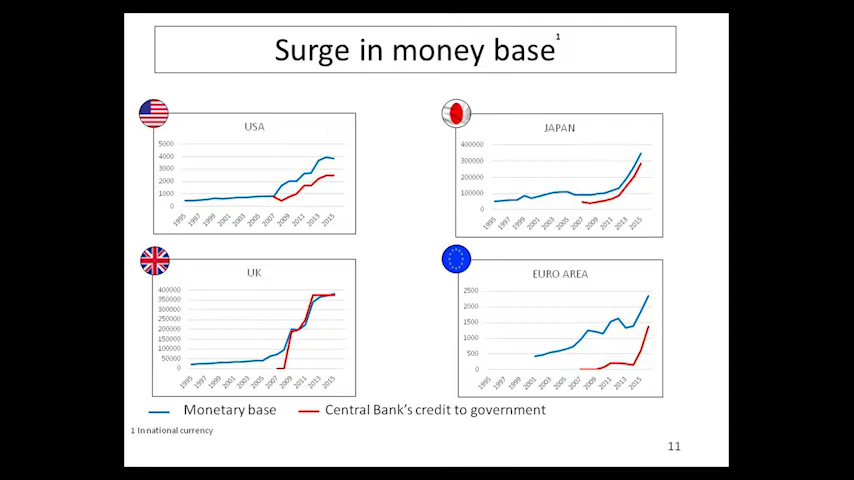 Surge in money base1
USA
5000
4000
3000
2000
1000
0
1995 1997 1999 2001 2003 2005 2007 2009 2011 2013 2015
JAPAN
400000
300000
200000
100000
0
1995 1997 1999 2001 2003 2005 2007 2009 2011 2013 2015
UK
400000
350000
300000
250000
200000
150000
100000
50000
0
1995 1997 1999 2001 2003 2005 2007 2009 2011 2013 2015
EURO AREA
2500
2000
1500
1000
500
0
1995 1997 1999 2001 2003 2005 2007 2009 2011 2013 2015
Monetary base Central Bank's credit to government
1 In national currency
11